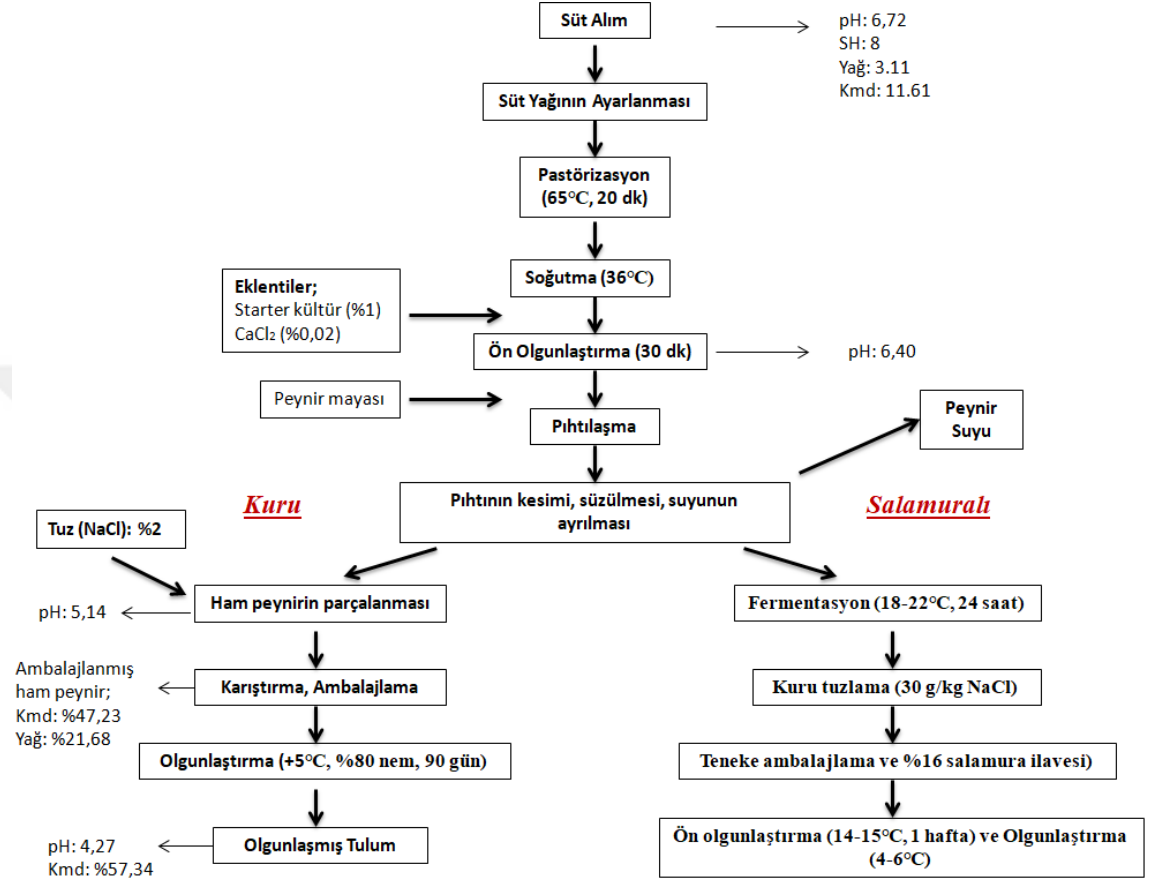 Süt Alım
pH: 6,72
SH: 8
Yağ: 3.11
Kmd: 11.61
Süt Yağının Ayarlanması
Pastörizasyon
(65°C, 20 dk)
Soğutma (36°C)
Eklentiler;
Starter kültür (%1)
CaCl₂ (%0,02)
Ön Olgunlaştırma (30 dk)
pH: 6,40
Peynir mayası
Pıhtılaşma
Peynir
Suyu
Pıhtının kesimi, süzülmesi, suyunun
ayrılması
Kuru
Salamuralı
Tuz (NaCl): %2
Ham peynirin parçalanması
pH: 5,14
Fermentasyon (18-22°C, 24 saat)
Ambalajlanmış
ham peynir;
Kmd: %47,23
Yağ: %21,68
Karıştırma, Ambalajlama
Kuru tuzlama (30 g/kg NaCl)
Olgunlaştırma (+5°C, %80 nem, 90 gün)
Teneke ambalajlama ve %16 salamura ilavesi)
Olgunlaşmış Tulum
pH: 4,27
Kmd: %57,34
Ön olgunlaştırma (14-15°C, 1 hafta) ve Olgunlaştırma
(4-6°C)